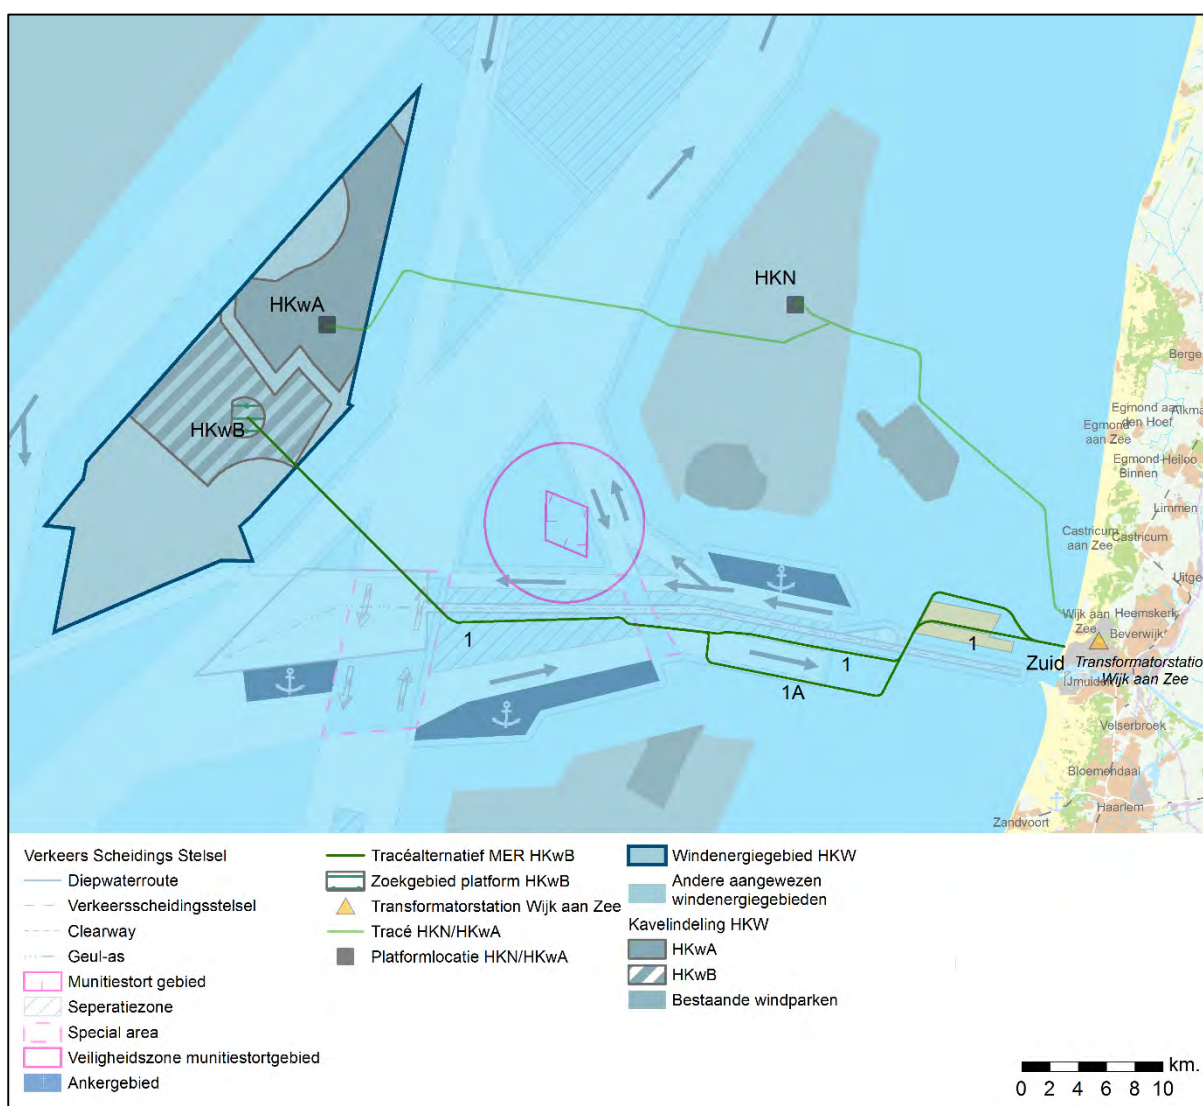 HKwA
HKN
HKwB
Berge
Egmond aan
den Hoef
Alkma
Egmond
aan Zee
Egmond-
Binnen
Heiloo
Limmen
Castricum
aan Zee
Castricum
Uitge
Wijk aan
Zee
Heemskerk
Beverwijk
1
1
1
1A
Zuid
Transformatorstation
Wijk aan Zee
IJmuiden
Velserbroek
Bloemendaal
Haarlem
Zandvoort
Verkeers Scheidings Stelsel
Diepwaterroute
Verkeersscheidingsstelsel
Clearway
Geul-as
Munitiestort gebied
Seperatiezone
Special area
Veiligheidszone munitiestortgebied
Ankergebied
Tracéalternatief MER HKwB
Zoekgebied platform HKwB
Transformatorstation Wijk aan Zee
Tracé HKN/HKwA
Platformlocatie HKN/HKwA
Windenergiegebied HKW
Andere aangewezen
windenergiegebieden
Kavelindeling HKW
HKwA
HKwB
Bestaande windparken
km.
0 2 4 6 8 10